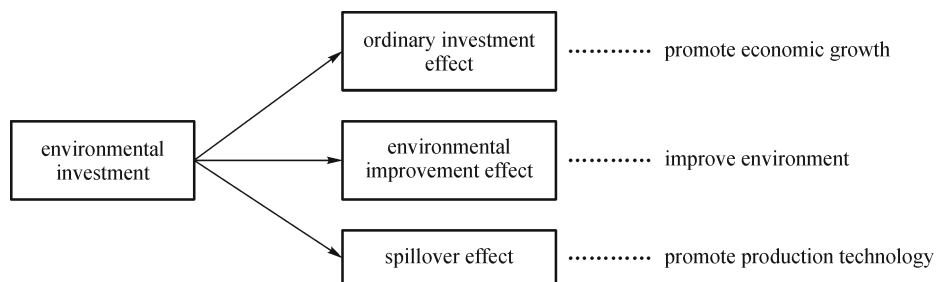 ordinary investment
effect
………… promote economic growth
environmental
investment
environmental
improvement effect
………… improve environment
spillover effect
………… promote production technology